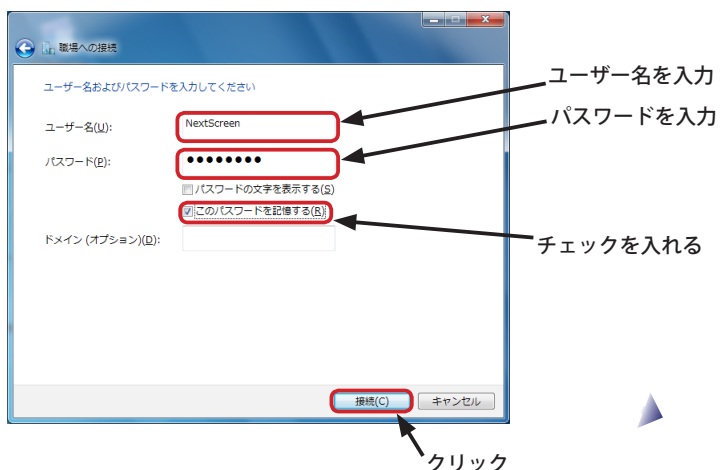 職場への接続
ユーザー名およびパスワードを入力してください
ユーザー名を入力
ユーザー名(U):
NextScreen
パスワードを入力
パスワード(P):
●●●●●●●●
パスワードの文字を表示する(S)
このパスワードを記憶する(R)
チェックを入れる
ドメイン (オプション)(D):
接続(C)
キャンセル
クリック